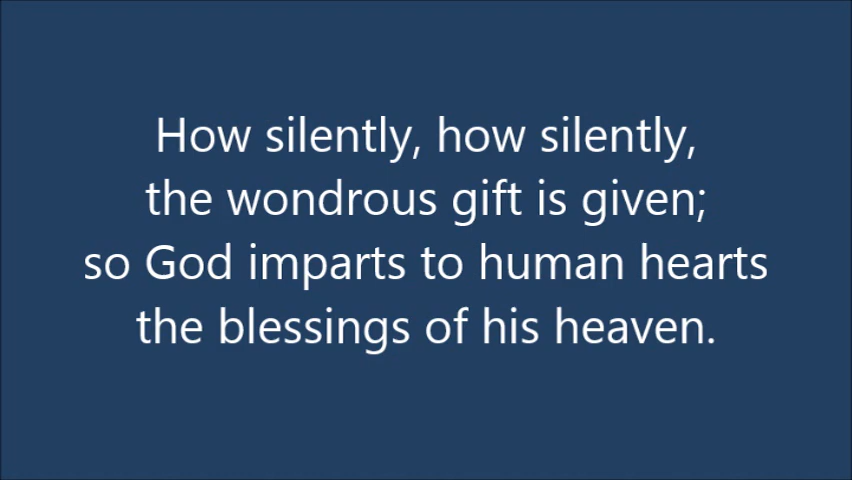 How silently, how silently,
the wondrous gift is given;
so God imparts to human hearts
the blessings of his heaven.